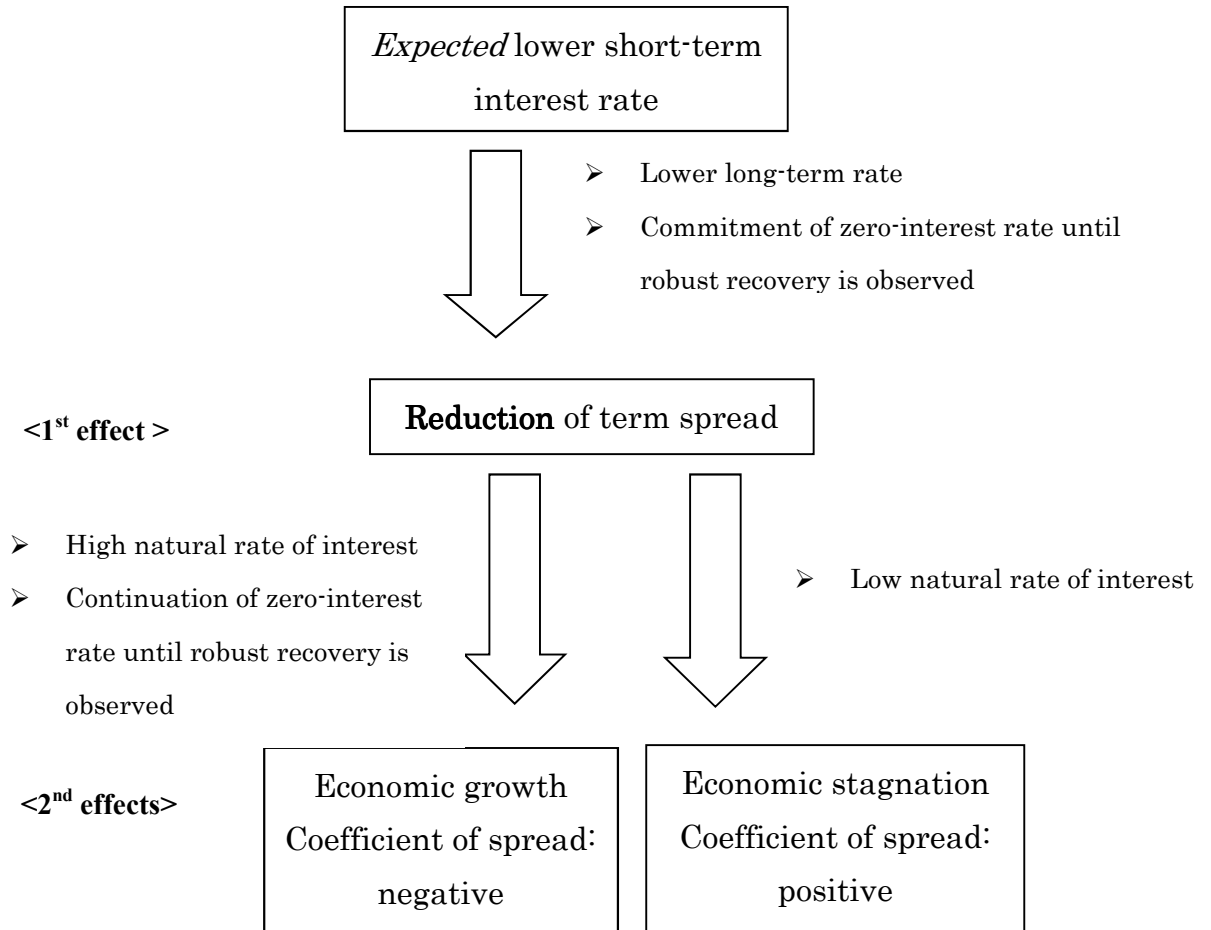 Expected lower short-term
interest rate
➢ Lower long-term rate
➢ Commitment of zero-interest rate until
robust recovery is observed
<1st effect >
Reduction of term spread
➢ High natural rate of interest
➢ Continuation of zero-interest
rate until robust recovery is
observed
➢ Low natural rate of interest
<2nd effects>
Economic growth
Coefficient of spread:
negative
Economic stagnation
Coefficient of spread:
positive